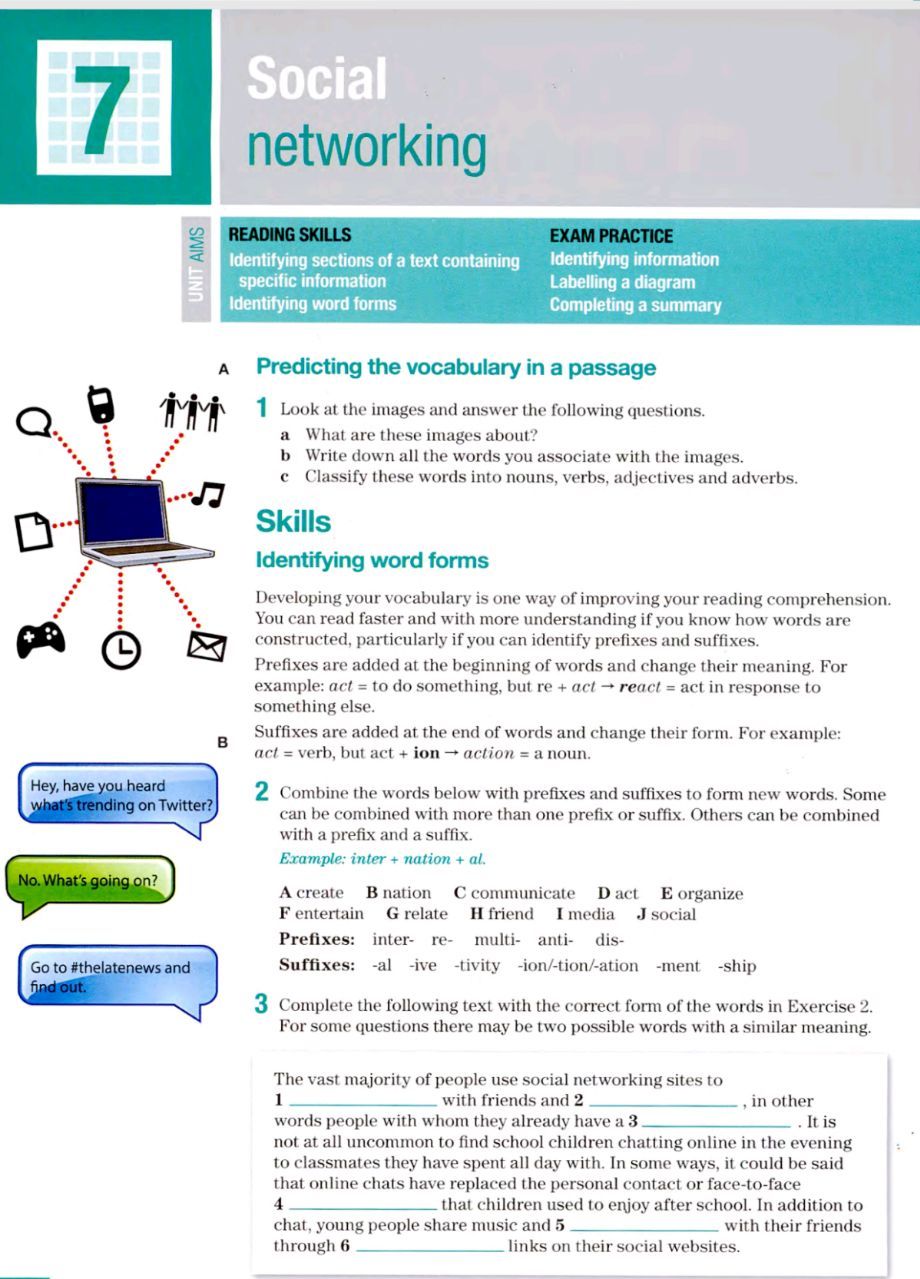 7
Social
networking
UNIT AIMS
READING SKILLS
Identifying sections of a text containing
specific information
Identifying word forms
EXAM PRACTICE
Identifying information
Labelling a diagram
Completing a summary
A
Predicting the vocabulary in a passage
1 Look at the images and answer the following questions.
a What are these images about?
b Write down all the words you associate with the images.
c Classify these words into nouns, verbs, adjectives and adverbs.
Skills
Identifying word forms
Developing your vocabulary is one way of improving your reading comprehension.
You can read faster and with more understanding if you know how words are
constructed, particularly if you can identify prefixes and suffixes.
Prefixes are added at the beginning of words and change their meaning. For
example: act = to do something, but re + act → react = act in response to
something else.
Suffixes are added at the end of words and change their form. For example:
act = verb, but act + ion → action = a noun.
B
Hey, have you heard
what's trending on Twitter?
No. What's going on?
Go to #thelatenews and
find out.
2 Combine the words below with prefixes and suffixes to form new words. Some
can be combined with more than one prefix or suffix. Others can be combined
with a prefix and a suffix.
Example: inter + nation + al.
A create B nation C communicate D act E organize
F entertain G relate H friend I media J social
Prefixes: inter- re- multi- anti- dis-
Suffixes: -al -ive -tivity -ion/-tion/-ation -ment -ship
3 Complete the following text with the correct form of the words in Exercise 2.
For some questions there may be two possible words with a similar meaning.
The vast majority of people use social networking sites to
1 ____________ with friends and 2 ____________ , in other
words people with whom they already have a 3 ____________ . It is
not at all uncommon to find school children chatting online in the evening
to classmates they have spent all day with. In some ways, it could be said
that online chats have replaced the personal contact or face-to-face
4 ____________ that children used to enjoy after school. In addition to
chat, young people share music and 5 ____________ with their friends
through 6 ____________ links on their social websites.